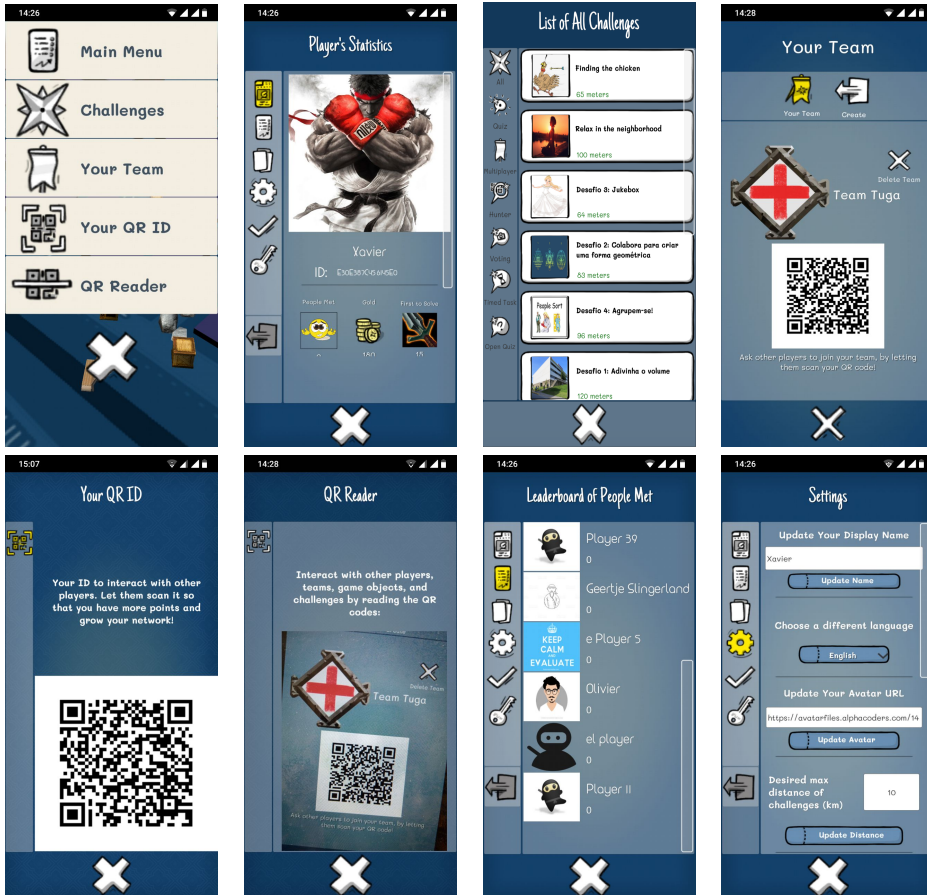 14:26
Main Menu
Challenges
Your Team
Your QR ID
QR Reader
14:26
Player's Statistics
Xavier
ID:
People Met
Gold
First to Solve
0
160
15
List of All Challenges
All
Quiz
Multiplayer
Hunter
Voting
Timed Task
Open Quiz
Finding the chicken
65 meters
Relax in the neighborhood
100 meters
Desafio 3: Jukebox
64 meters
Desafio 2: Colabora para criar
uma forma geométrica
83 meters
People Sort
Desafio 4: Agrupem-se!
96 meters
Desafio 1: Adivinha o volume
120 meters
14:28
Your Team
Your Team
Create
Delete Team
Team Tuga
Ask other players to join your team, by letting
them scan your QR code!
15:07
Your QR ID
Your ID to interact with other
players. Let them scan it so
that you have more points and
grow your network!
14:28
QR Reader
Interact with other players,
teams, game objects, and
challenges by reading the QR
codes:
Delete Team
Team Tuga
Ask other players to join your team, by letting
them scan your QR code!
14:26
Leaderboard of People Met
Player 39
0
Geertje Slingerland
0
KEEP
CALM
AND
EVALUATE
e Player 5
0
Olivier
0
el player
0
Player 11
0
14:26
Settings
Update Your Display Name
Xavier
Update Name
Choose a different language
English
Update Your Avatar URL
https://avatarfiles.alphacoders.com/14
Update Avatar
Desired max
distance of
challenges (km)
10
Update Distance